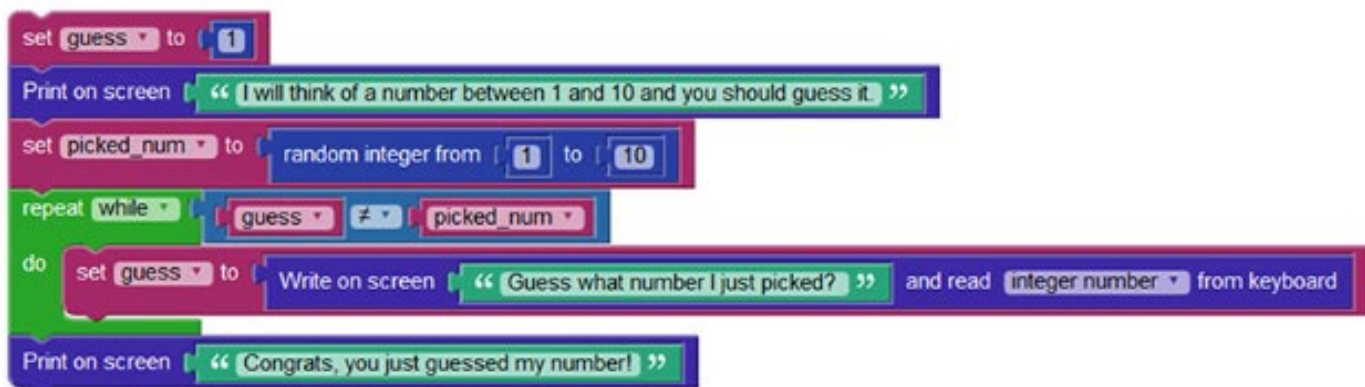 set guess to 1
Print on screen “ I will think of a number between 1 and 10 and you should guess it. ”
set picked_num to random integer from 1 to 10
repeat while guess ≠ picked_num
do set guess to Write on screen “ Guess what number I just picked? ” and read integer number from keyboard
Print on screen “ Congrats, you just guessed my number! ”